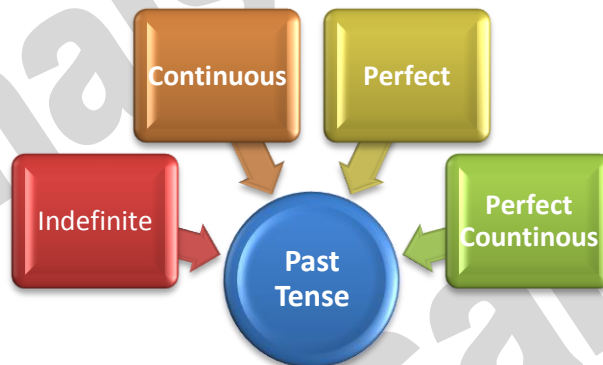 Continuous
Perfect
Indefinite
Perfect
Countinous
Past
Tense